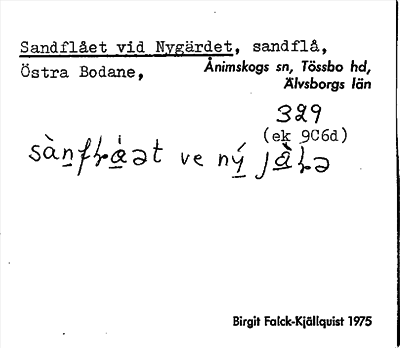 Sandflået vid Nygärdet, sandflå,
Östra Bodane, Ånimskogs sn, Tössbo hd,
Älvsborgs län
329
(ek 9C6d)
ve
Birgit Falck-Kjällquist 1975